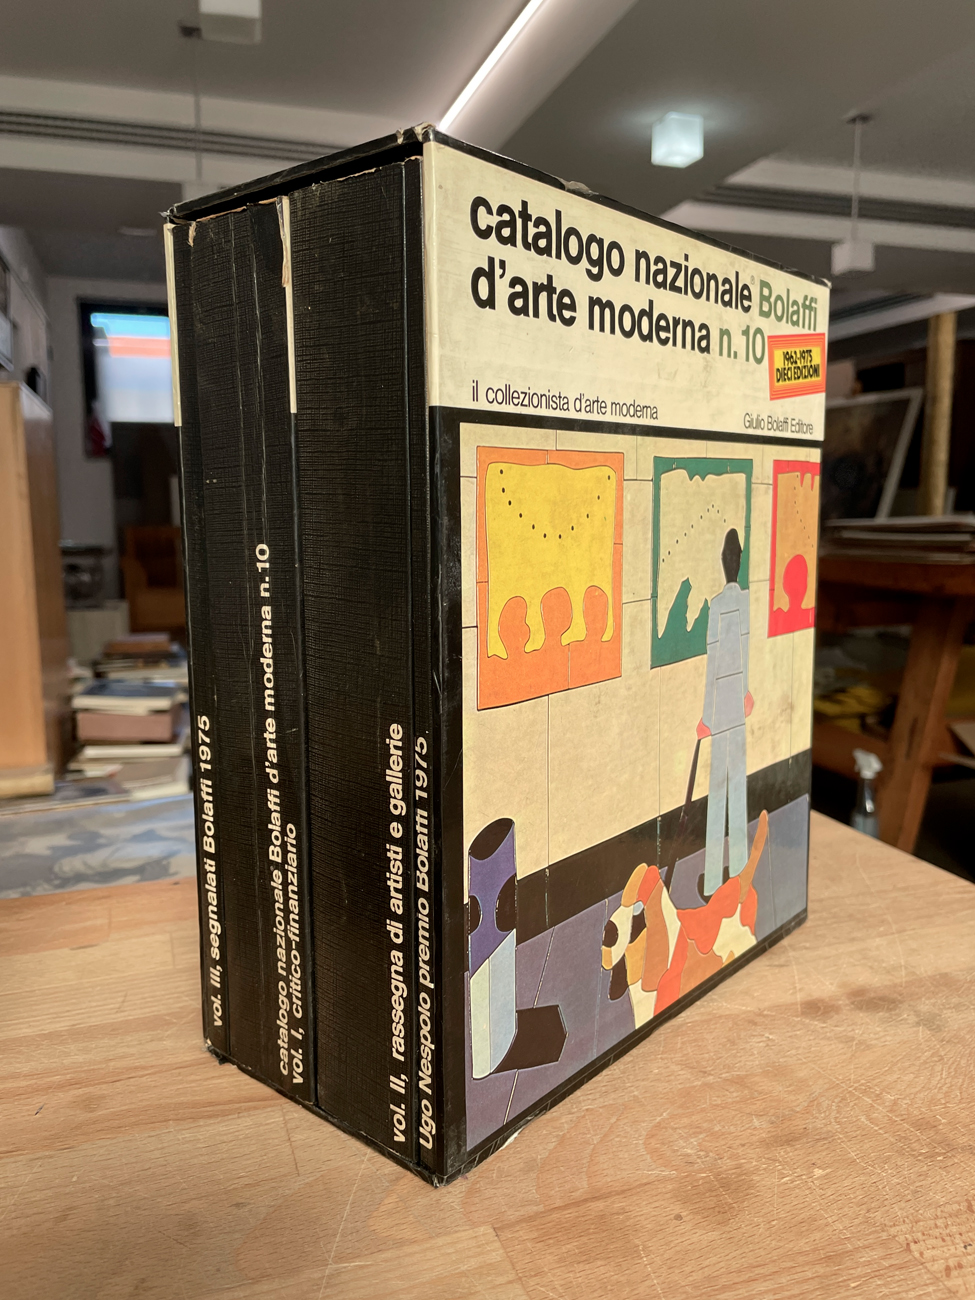 catalogo nazionale Bolaffi
d'arte moderna n.10
1962-1975
DIECI EDIZIONI
il collezionista d'arte moderna
Giulio Bolaffi Editore
vol. III, segnalati Bolaffi 1975
catalogo nazionale Bolaffi d'arte moderna n.10
vol. I, critico-finanziario
vol. II, rassegna di artisti e gallerie
Ugo Nespolo premio Bolaffi 1975